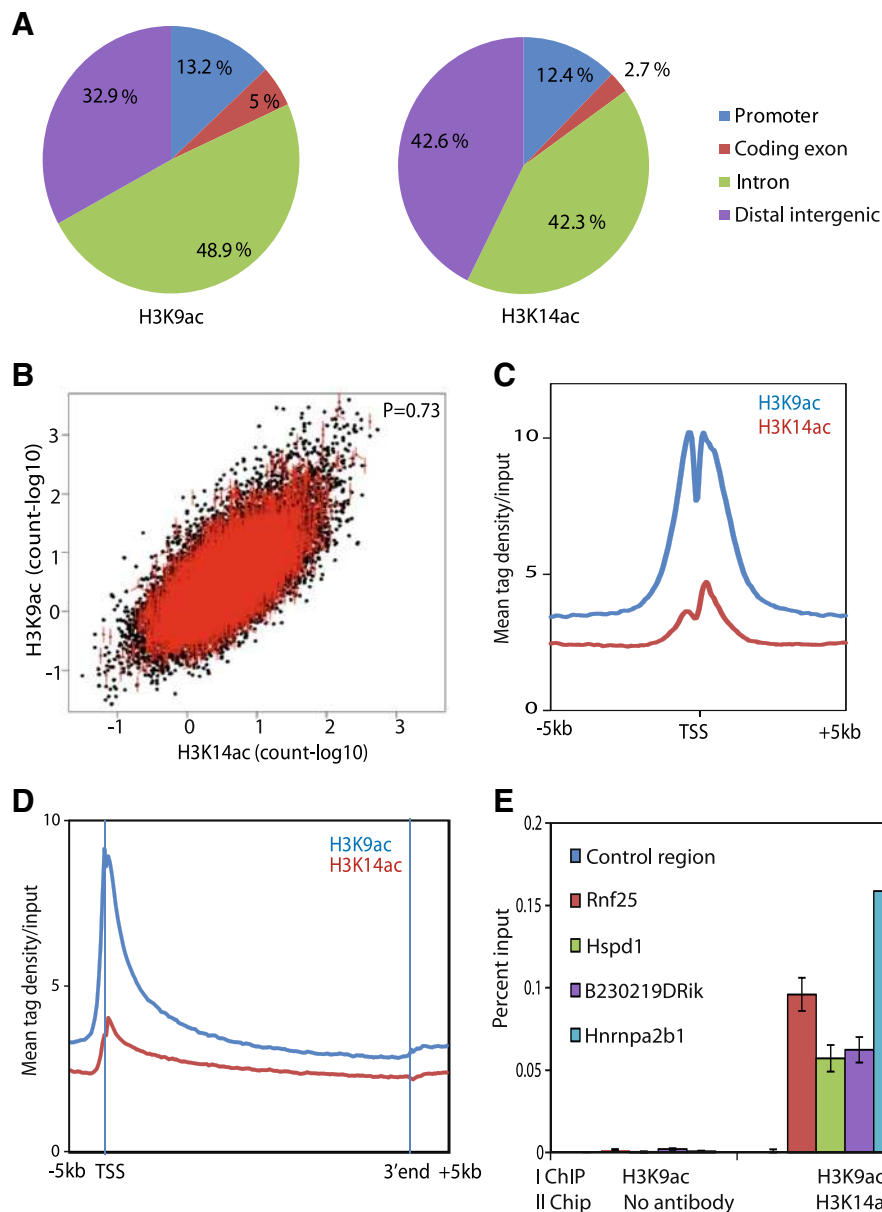 A
13.2 %
5 %
32.9 %
48.9 %
H3K9ac
12.4 %
2.7 %
42.6 %
42.3 %
H3K14ac
Promoter
Coding exon
Intron
Distal intergenic
B
P=0.73
H3K9ac (count-log10)
3
2
1
0
-1
-1 0 1 2 3
H3K14ac (count-log10)
C
H3K9ac
H3K14ac
Mean tag density/input
10
5
0
-5kb TSS +5kb
D
H3K9ac
H3K14ac
Mean tag density/input
10
5
0
-5kb TSS 3'end +5kb
E
Percent input
0.2
0.15
0.1
0.05
0
Control region
Rnf25
Hspd1
B230219DRik
Hnrnpa2b1
I ChIP H3K9ac H3K9ac
II Chip No antibody H3K14a